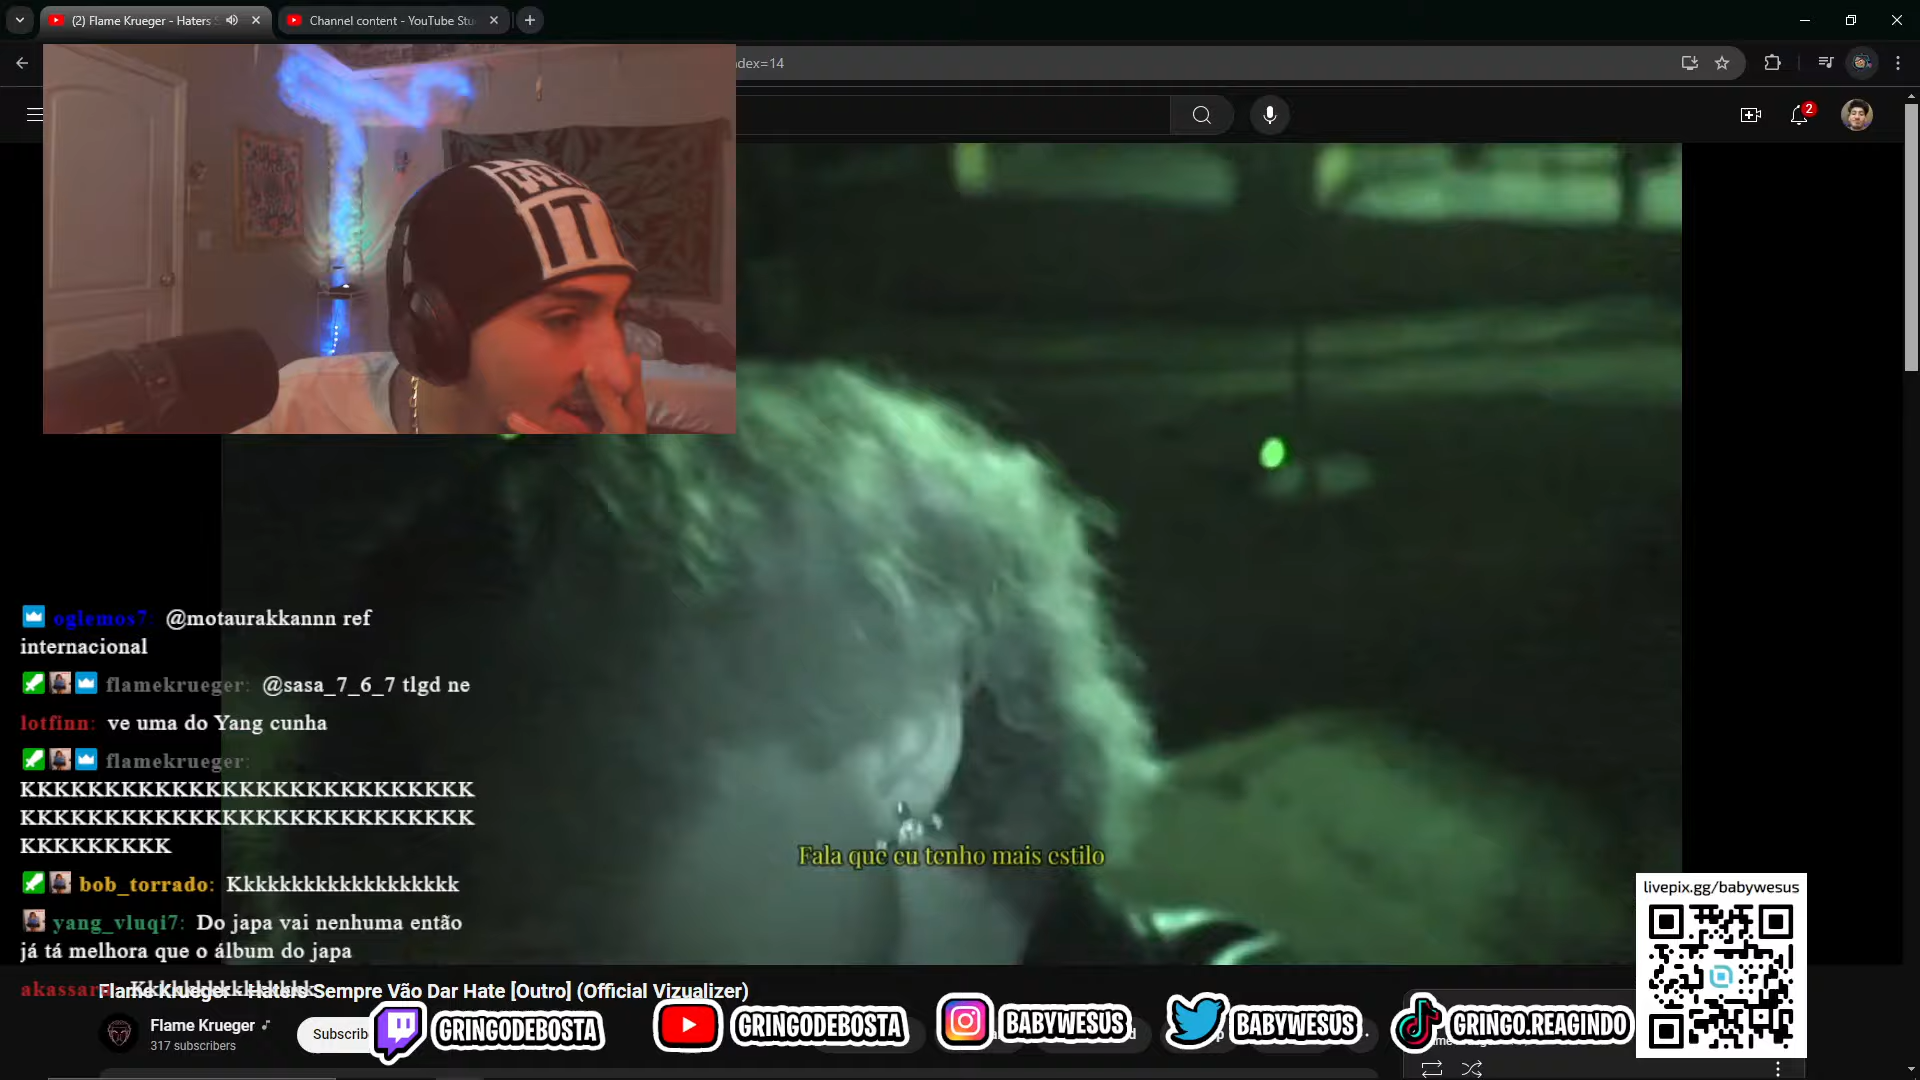 (2) Flame Krueger - Haters S
Channel content - YouTube Stu
ndex=14
2
IT
oglemos7: @motaurakkannn ref
internacional
flamekrueger: @sasa_7_6_7 tlgd ne
lotfinn: ve uma do Yang cunha
flamekrueger:
KKKKKKKKKKKKKKKKKKKKKKKKKKK
KKKKKKKKKKKKKKKKKKKKKKKKKKK
KKKKKKKKK
bob_torrado: Kkkkkkkkkkkkkkkkkk
yang_vluqi7: Do japa vai nenhuma então
já tá melhora que o álbum do japa
Fala que eu tenho mais estilo
livepix.gg/babywesus
Flame Krueger - Haters Sempre Vão Dar Hate [Outro] (Official Vizualizer)
Flame Krueger
317 subscribers
Subscrib
GRINGODEBOSTA
GRINGODEBOSTA
BABYWESUS
BABYWESUS
GRINGO.REAGINDO